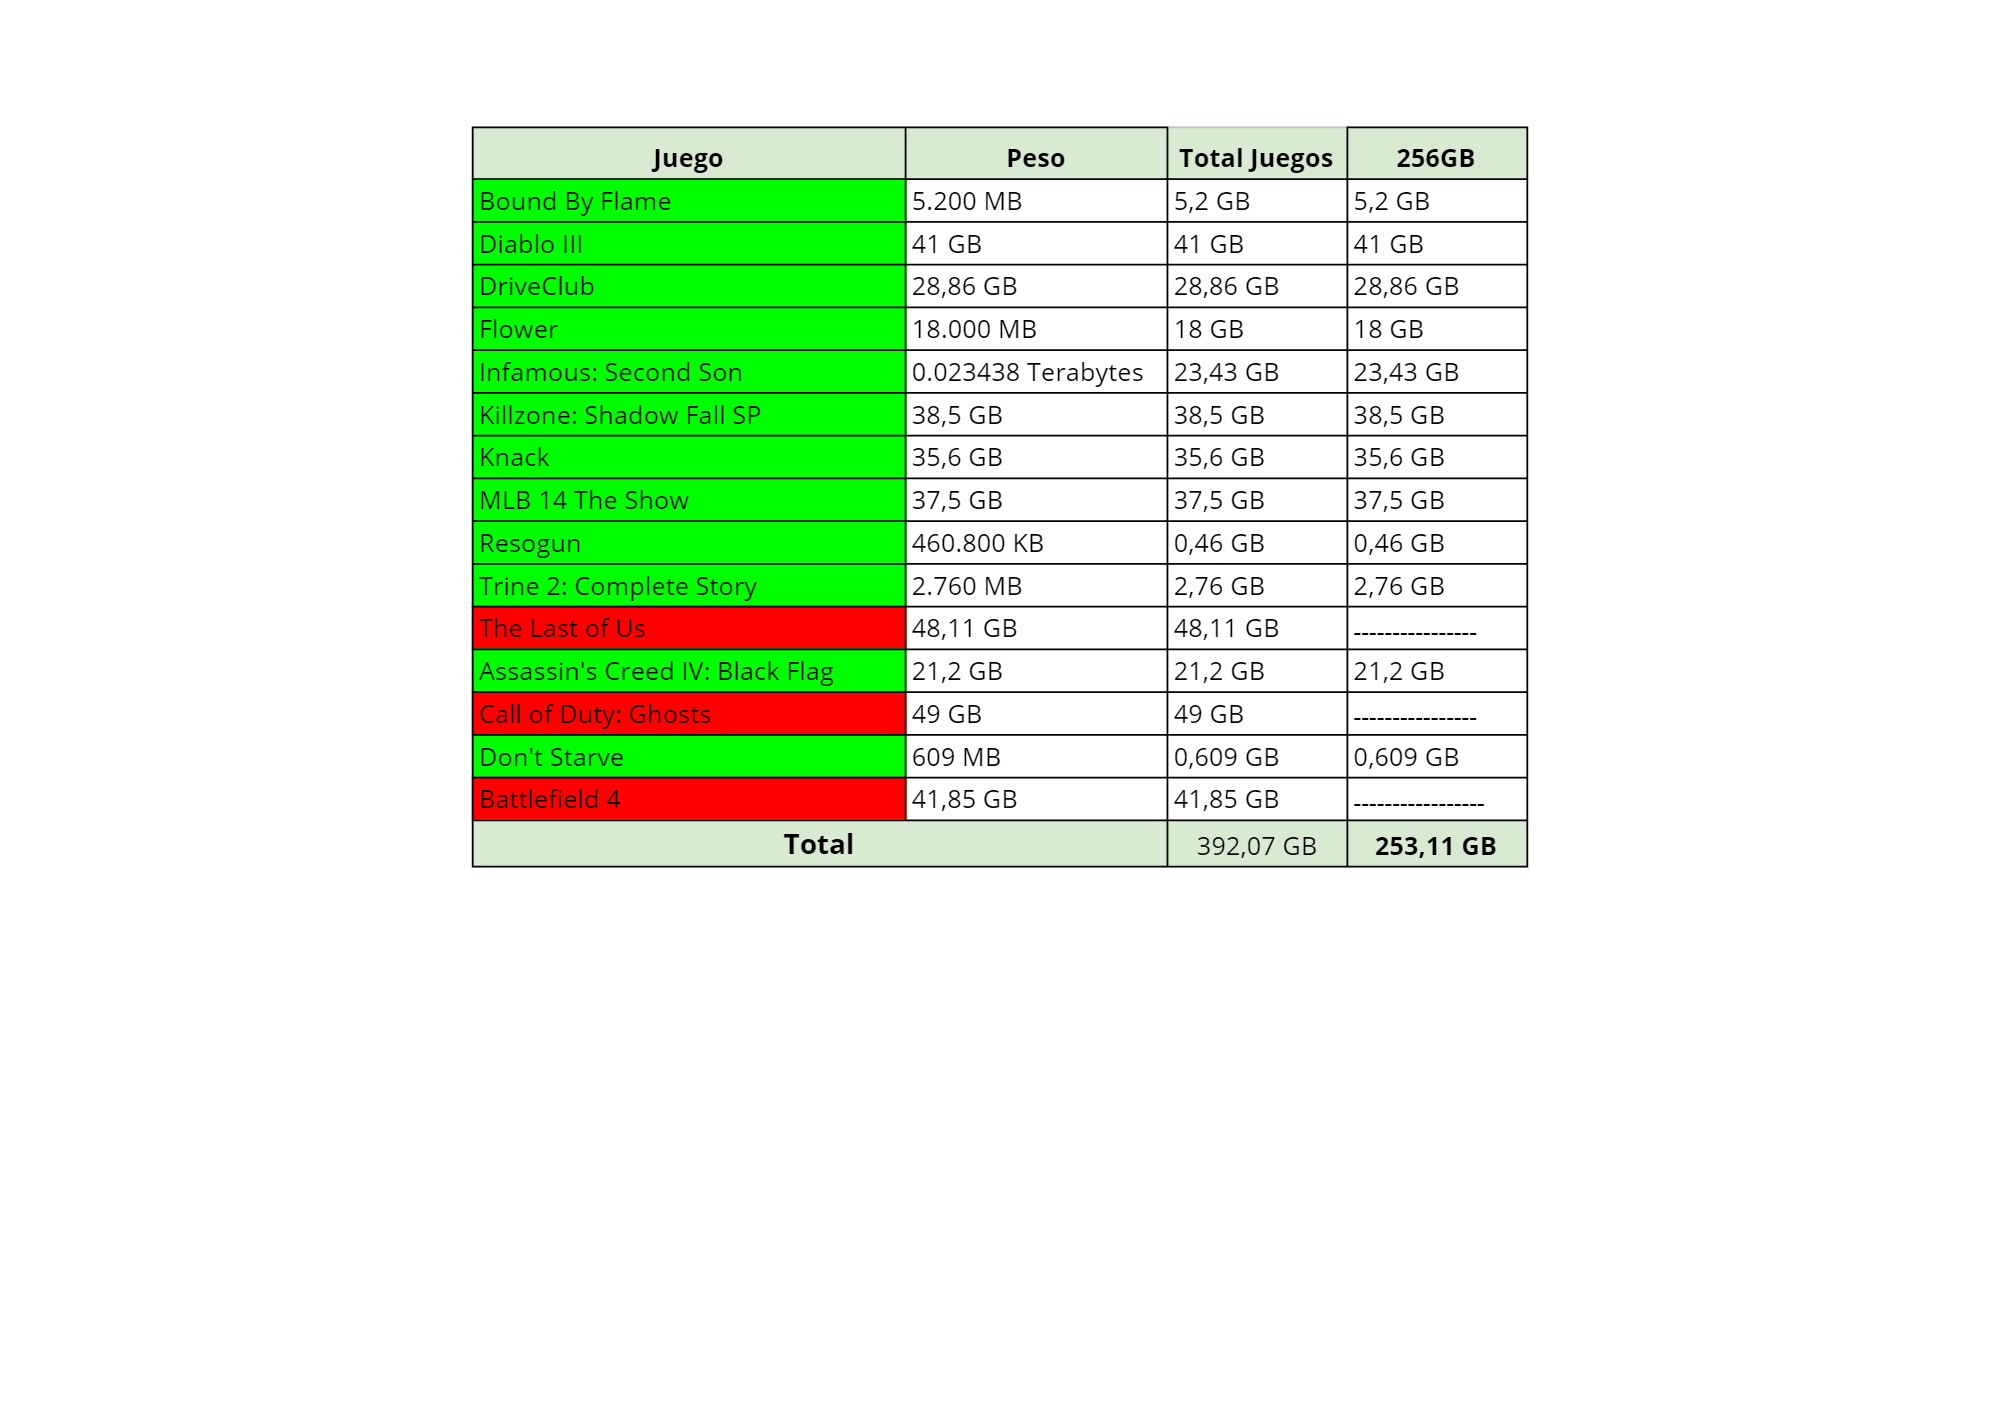 Juego Peso Total Juegos 256GB
Bound By Flame 5.200 MB 5,2 GB 5,2 GB
Diablo III 41 GB 41 GB 41 GB
DriveClub 28,86 GB 28,86 GB 28,86 GB
Flower 18.000 MB 18 GB 18 GB
Infamous: Second Son 0.023438 Terabytes 23,43 GB 23,43 GB
Killzone: Shadow Fall SP 38,5 GB 38,5 GB 38,5 GB
Knack 35,6 GB 35,6 GB 35,6 GB
MLB 14 The Show 37,5 GB 37,5 GB 37,5 GB
Resogun 460.800 KB 0,46 GB 0,46 GB
Trine 2: Complete Story 2.760 MB 2,76 GB 2,76 GB
The Last of Us 48,11 GB 48,11 GB ----------------
Assassin's Creed IV: Black Flag 21,2 GB 21,2 GB 21,2 GB
Call of Duty: Ghosts 49 GB 49 GB ----------------
Don't Starve 609 MB 0,609 GB 0,609 GB
Battlefield 4 41,85 GB 41,85 GB -----------------
Total 392,07 GB 253,11 GB